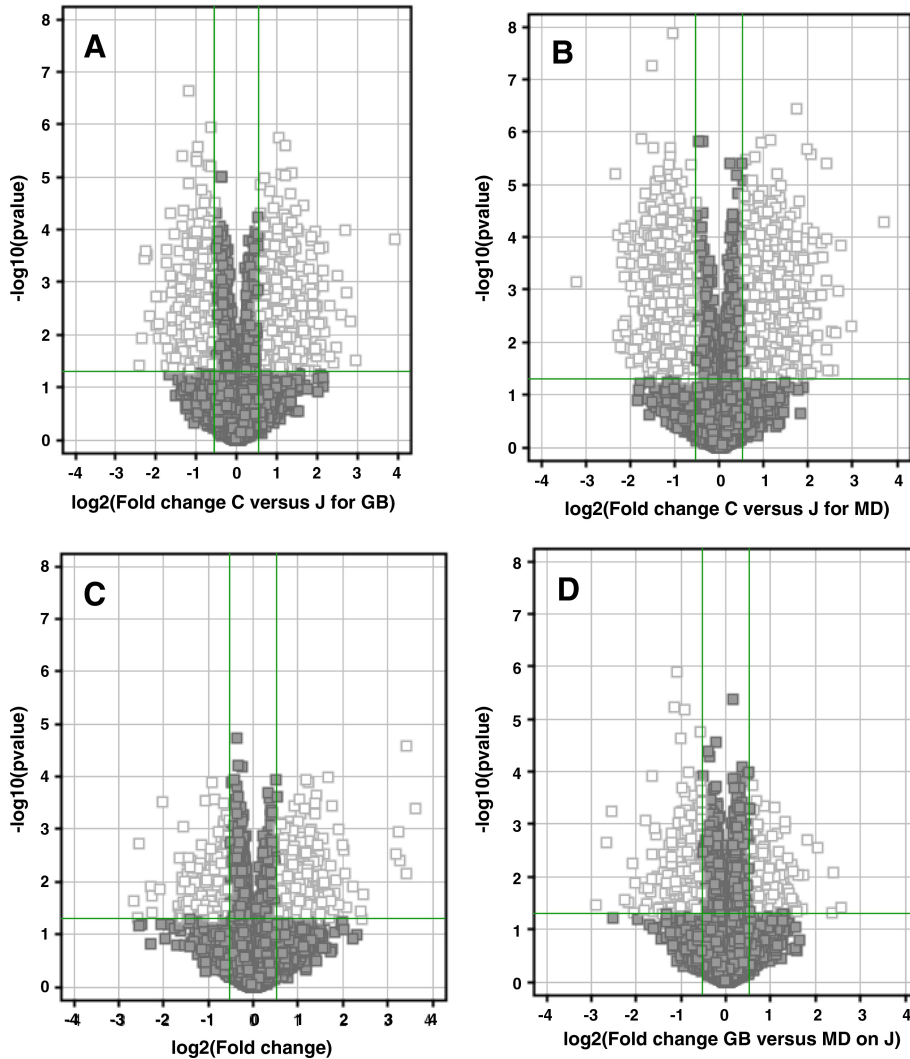 A
8
7
6
5
4
3
2
1
0
-log10(pvalue)
-4 -3 -2 -1 0 1 2 3 4
log2(Fold change C versus J for GB)
B
8
7
6
5
4
3
2
1
0
-log10(pvalue)
-4 -3 -2 -1 0 1 2 3 4
log2(Fold change C versus J for MD)
C
8
7
6
5
4
3
2
1
0
-log10(pvalue)
-4 -3 -2 -1 0 1 2 3 4
log2(Fold change)
D
8
7
6
5
4
3
2
1
0
-log10(pvalue)
-4 -3 -2 -1 0 1 2 3 4
log2(Fold change GB versus MD on J)